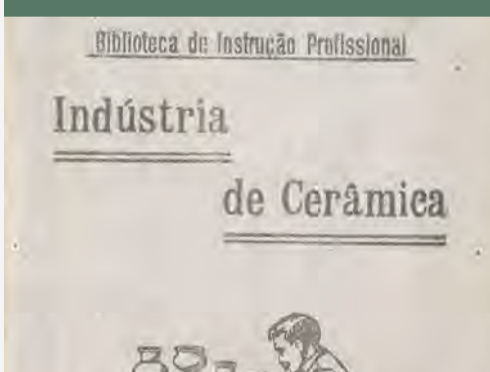 Biblioteca de Instrução Profissional
Indústria
de Cerâmica